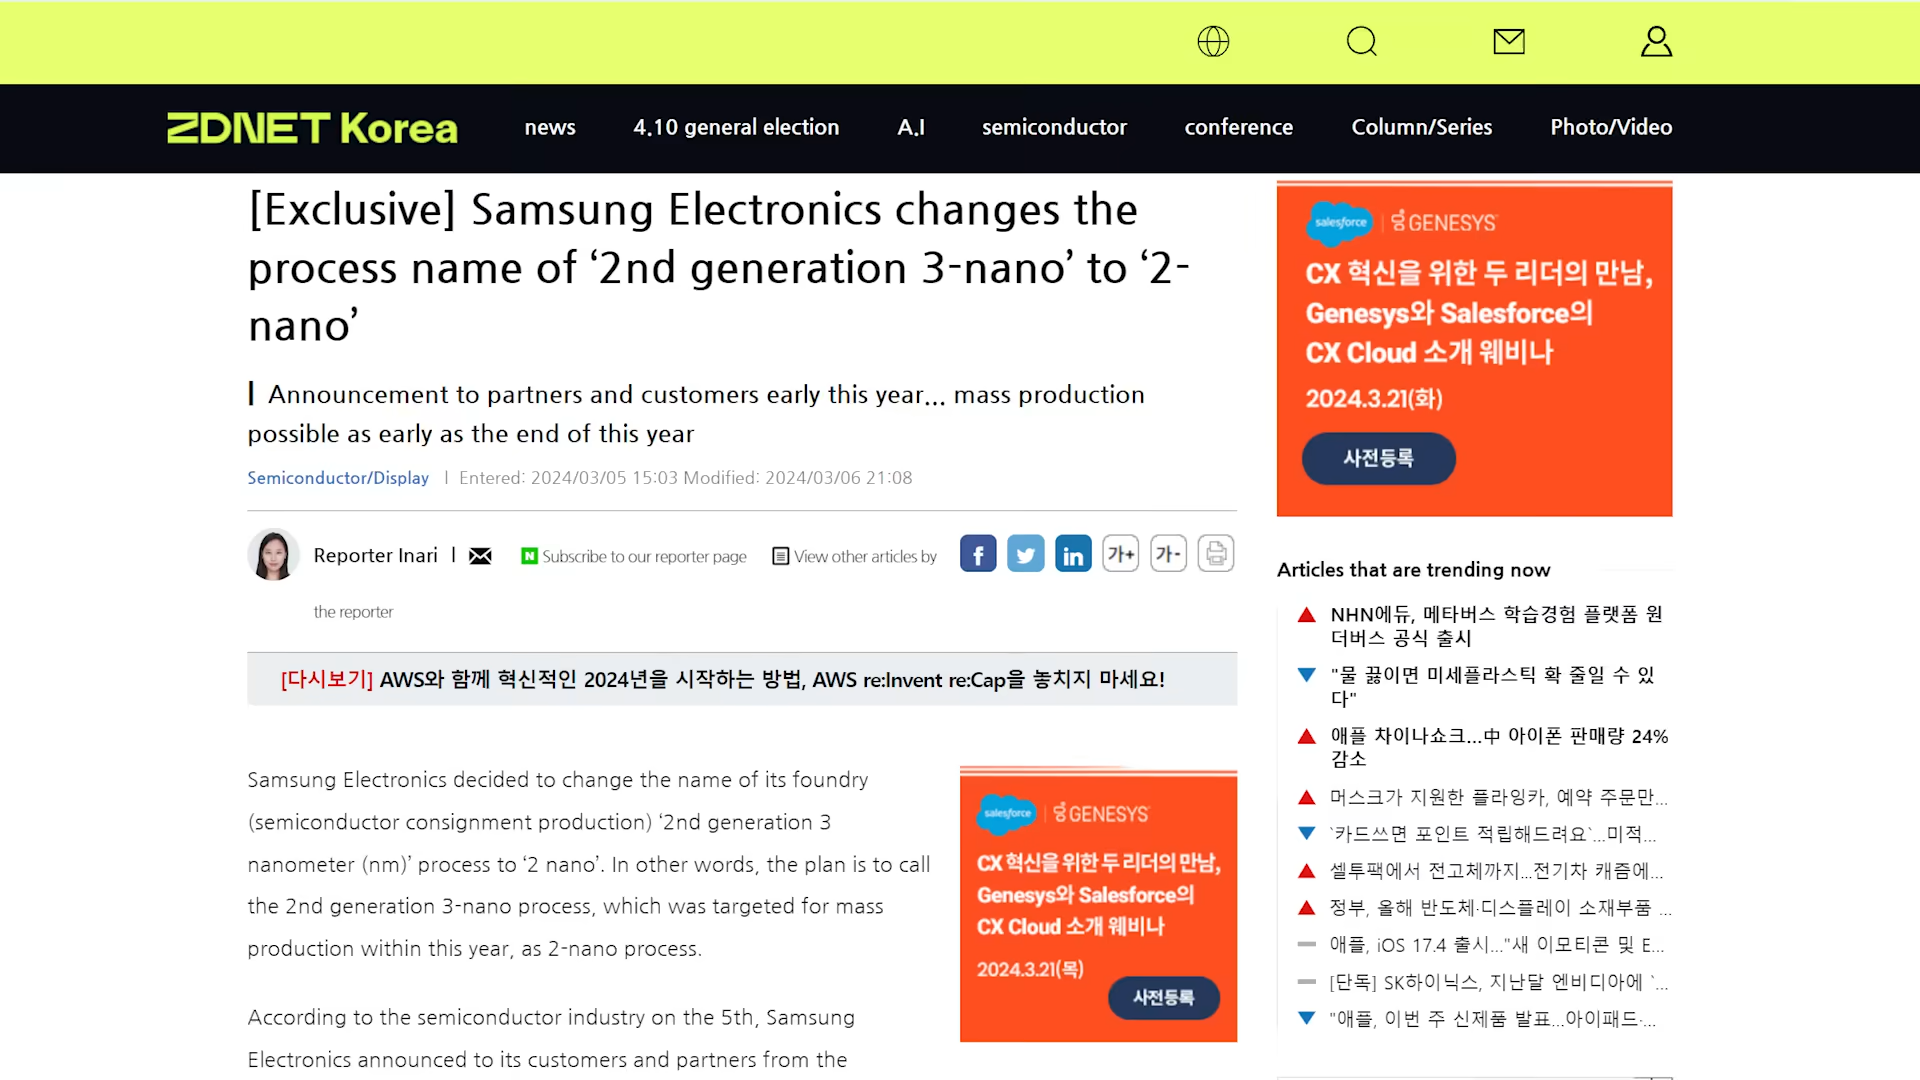 ZDNET Korea
news
4.10 general election
A.I
semiconductor
conference
Column/Series
Photo/Video
[Exclusive] Samsung Electronics changes the
process name of ‘2nd generation 3-nano’ to ‘2-
nano’
Announcement to partners and customers early this year... mass production
possible as early as the end of this year
Semiconductor/Display | Entered: 2024/03/05 15:03 Modified: 2024/03/06 21:08
Reporter Inari |
N Subscribe to our reporter page
View other articles by
f
in
가+
가-
the reporter
[다시보기] AWS와 함께 혁신적인 2024년을 시작하는 방법, AWS re:Invent re:Cap을 놓치지 마세요!
Samsung Electronics decided to change the name of its foundry
(semiconductor consignment production) ‘2nd generation 3
nanometer (nm)’ process to ‘2 nano’. In other words, the plan is to call
the 2nd generation 3-nano process, which was targeted for mass
production within this year, as 2-nano process.
According to the semiconductor industry on the 5th, Samsung
Electronics announced to its customers and partners from the
salesforce | GENESYS
CX 혁신을 위한 두 리더의 만남,
Genesys와 Salesforce의
CX Cloud 소개 웨비나
2024.3.21(목)
사전등록
salesforce | GENESYS
CX 혁신을 위한 두 리더의 만남,
Genesys와 Salesforce의
CX Cloud 소개 웨비나
2024.3.21(화)
사전등록
Articles that are trending now
NHN에듀, 메타버스 학습경험 플랫폼 원
더버스 공식 출시
"물 끓이면 미세플라스틱 확 줄일 수 있
다"
애플 차이나쇼크...中 아이폰 판매량 24%
감소
머스크가 지원한 플라잉카, 예약 주문만...
`카드쓰면 포인트 적립해드려요`...미적...
셀투팩에서 전고체까지...전기차 캐즘에...
정부, 올해 반도체·디스플레이 소재부품 ...
애플, iOS 17.4 출시..."새 이모티콘 및 E...
[단독] SK하이닉스, 지난달 엔비디아에 `...
"애플, 이번 주 신제품 발표...아이패드·...